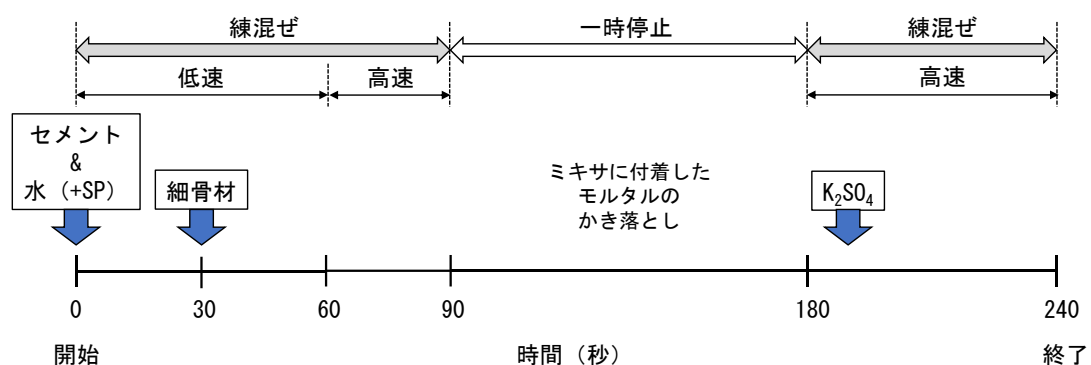 練混ぜ
一時停止
練混ぜ
低速
高速
高速
セメント
&
水（+SP）
細骨材
ミキサに付着した
モルタルの
かき落とし
K₂SO₄
0
30
60
90
180
240
開始
時間（秒）
終了